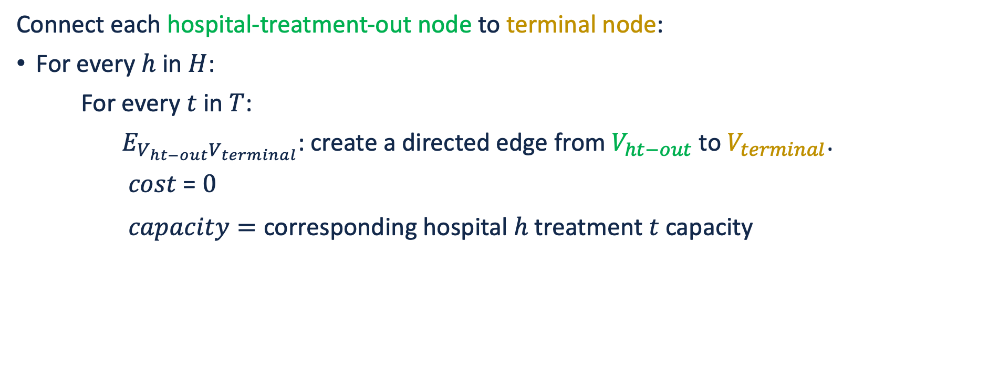 Connect each hospital-treatment-out node to terminal node:
• For every h in H:
For every t in T:
E_{V_{ht−out}V_{terminal}}: create a directed edge from V_{ht−out} to V_{terminal}.
cost = 0
capacity = corresponding hospital h treatment t capacity